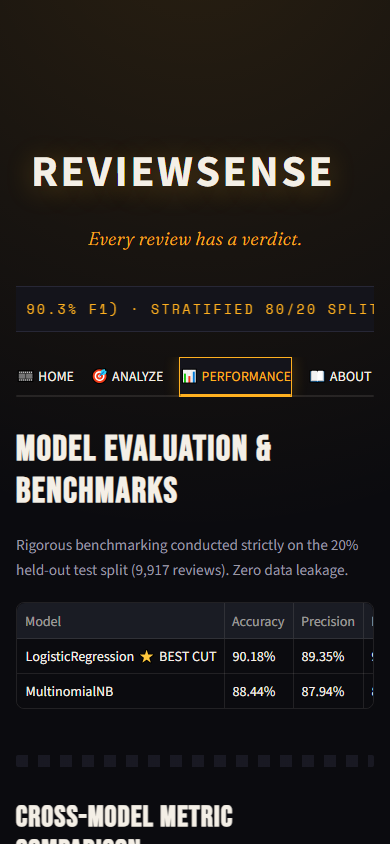 REVIEWSENSE
Every review has a verdict.
90.3% F1) · STRATIFIED 80/20 SPLIT
HOME ANALYZE PERFORMANCE ABOUT
MODEL EVALUATION &
BENCHMARKS
Rigorous benchmarking conducted strictly on the 20%
held-out test split (9,917 reviews). Zero data leakage.
Model Accuracy Precision
LogisticRegression ⭐ BEST CUT 90.18% 89.35%
MultinomialNB 88.44% 87.94%
CROSS-MODEL METRIC
COMPARISON